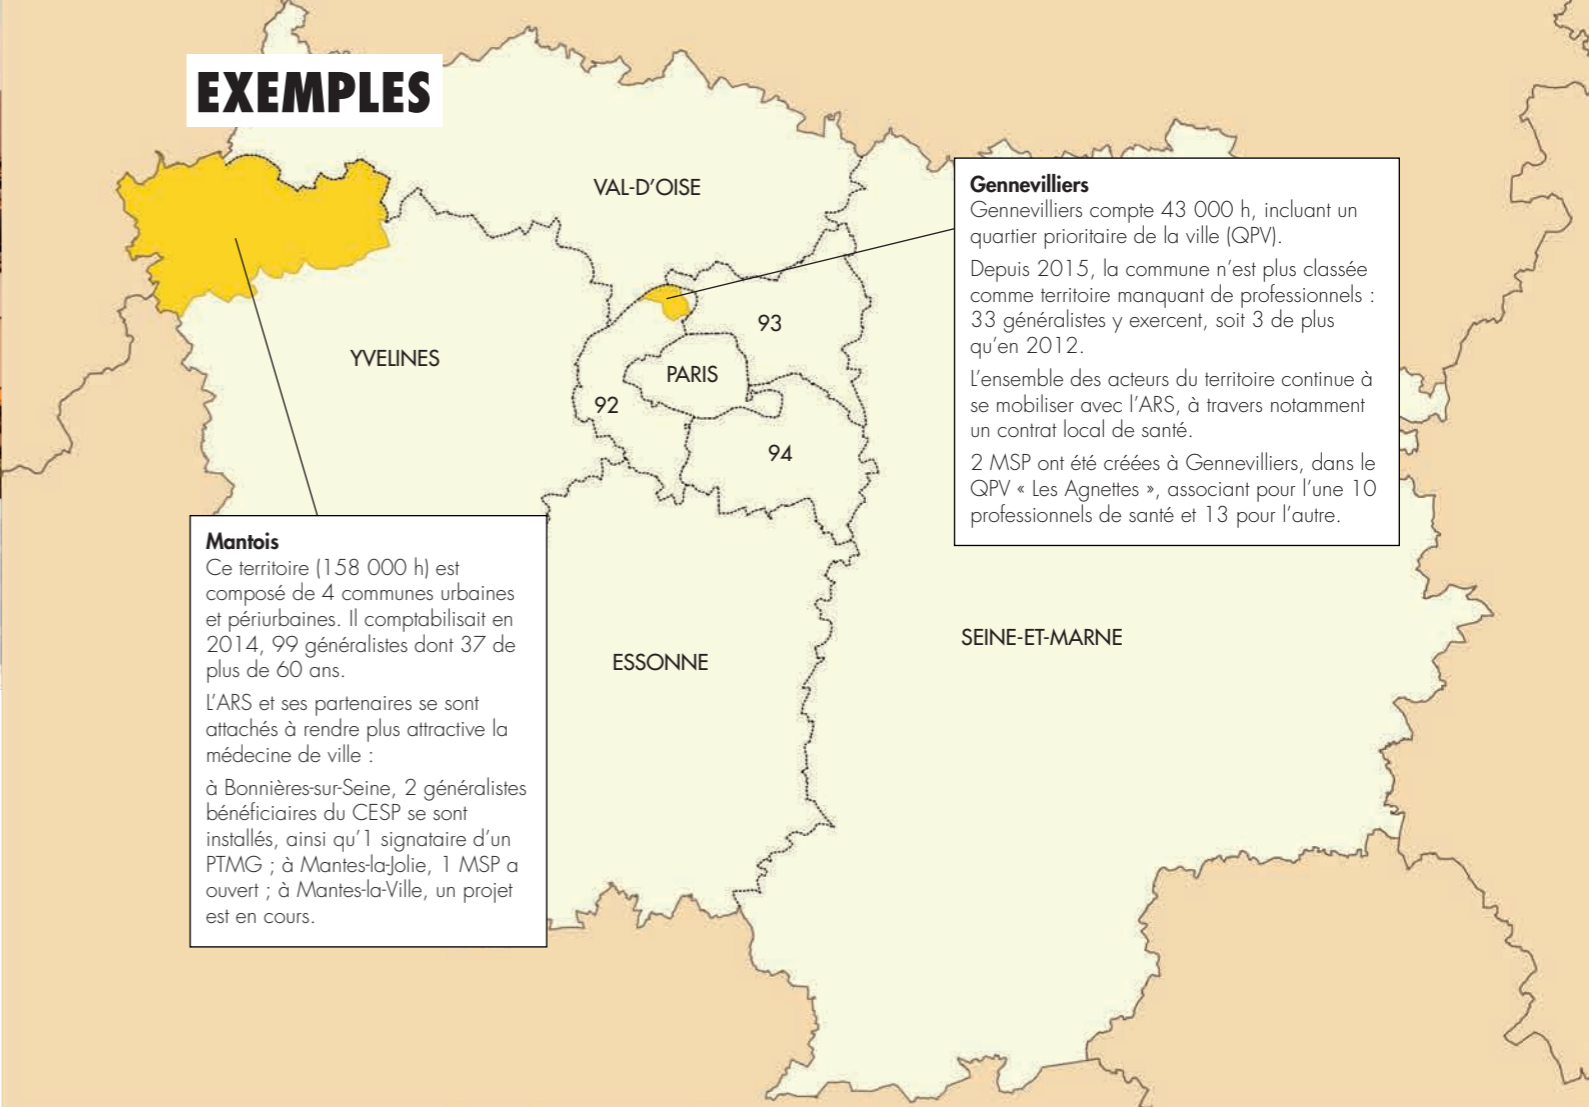 EXEMPLES
VAL-D'OISE
YVELINES
93
PARIS
92
94
ESSONNE
SEINE-ET-MARNE
Gennevilliers
Gennevilliers compte 43 000 h, incluant un
quartier prioritaire de la ville (QPV).
Depuis 2015, la commune n'est plus classée
comme territoire manquant de professionnels :
33 généralistes y exercent, soit 3 de plus
qu'en 2012.
L'ensemble des acteurs du territoire continue à
se mobiliser avec l'ARS, à travers notamment
un contrat local de santé.
2 MSP ont été créées à Gennevilliers, dans le
QPV « Les Agnettes », associant pour l'une 10
professionnels de santé et 13 pour l'autre.
Mantois
Ce territoire (158 000 h) est
composé de 4 communes urbaines
et périurbaines. Il comptabilisait en
2014, 99 généralistes dont 37 de
plus de 60 ans.
L'ARS et ses partenaires se sont
attachés à rendre plus attractive la
médecine de ville :
à Bonnières-sur-Seine, 2 généralistes
bénéficiaires du CESP se sont
installés, ainsi qu'1 signataire d'un
PTMG ; à Mantes-la-Jolie, 1 MSP a
ouvert ; à Mantes-la-Ville, un projet
est en cours.